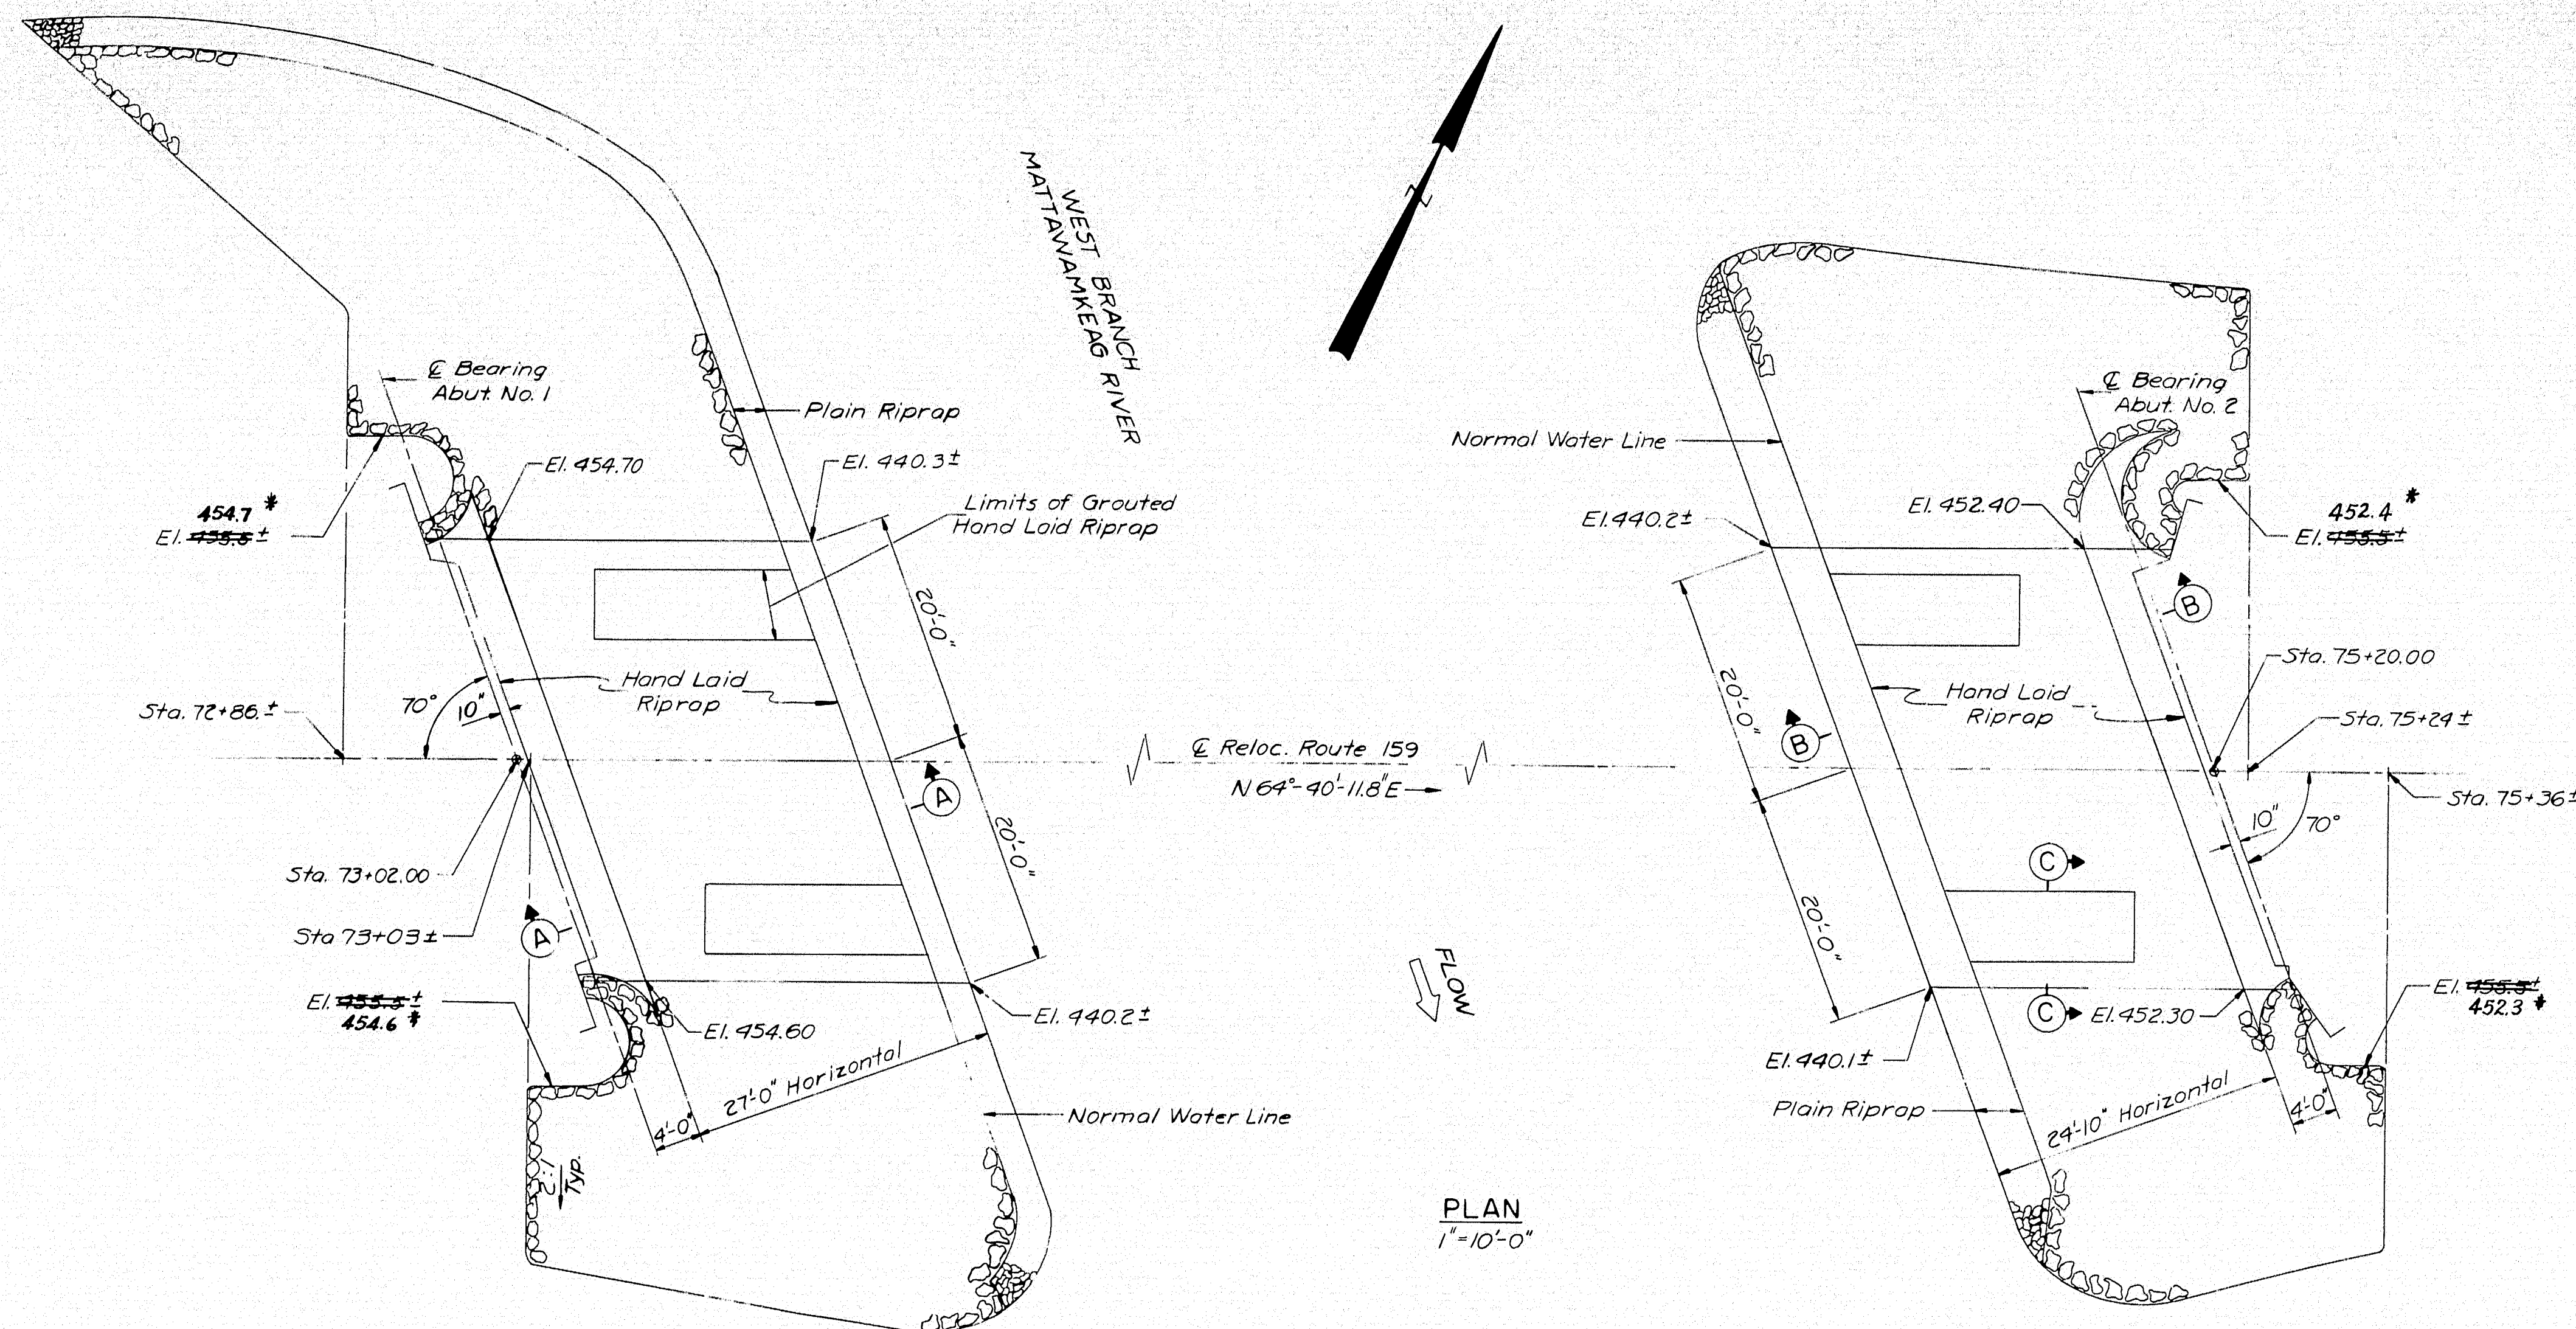 WEST BRANCH
MATTAWAMKEAG RIVER
N
℄ Bearing
Abut. No. 1
Plain Riprap
El. 454.70
El. 440.3±
Limits of Grouted
Hand Laid Riprap
454.7 *
El. ±
20'-0"
Hand Laid
Riprap
70°
10"
Sta. 72+86.±
Sta. 73+02.00
Sta 73+03±
A
A
20'-0"
El. 455.5±
454.6 *
El. 454.60
El. 440.2±
27'-0" Horizontal
4'-0"
Normal Water Line
2:1
Typ.
℄ Reloc. Route 159
N 64°-40'-11.8"E
FLOW
PLAN
1"=10'-0"
℄ Bearing
Abut. No. 2
Normal Water Line
El. 440.2±
El. 452.40
452.4 *
El. 455.5±
B
20'-0"
Hand Laid
Riprap
Sta. 75+20.00
Sta. 75+24±
B
Sta. 75+36±
10"
70°
C
20'-0"
C
El. 452.30
El. 455.5±
452.3 *
El. 440.1±
Plain Riprap
24'-10" Horizontal
4'-0"